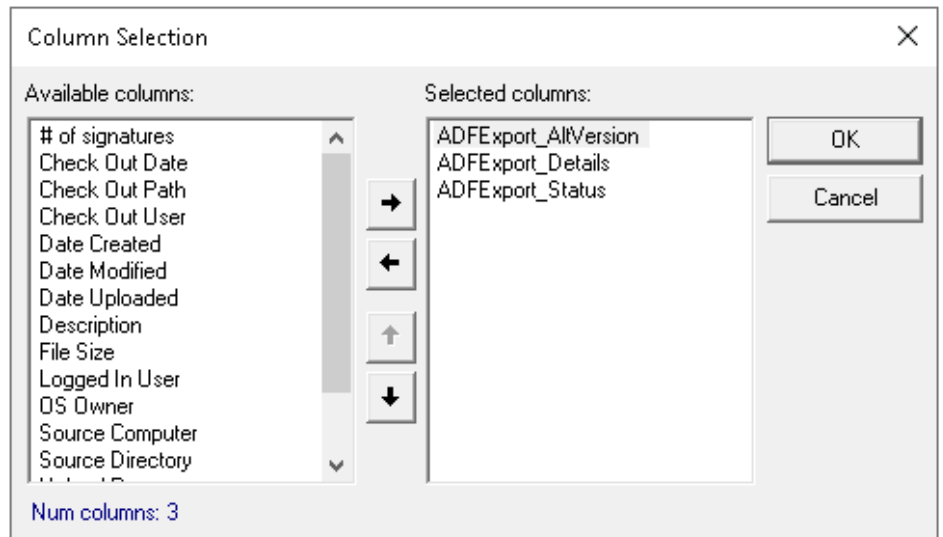 Column Selection
Available columns:
Selected columns:
# of signatures
Check Out Date
Check Out Path
Check Out User
Date Created
Date Modified
Date Uploaded
Description
File Size
Logged In User
OS Owner
Source Computer
Source Directory
ADFExport_AltVersion
ADFExport_Details
ADFExport_Status
OK
Cancel
Num columns: 3